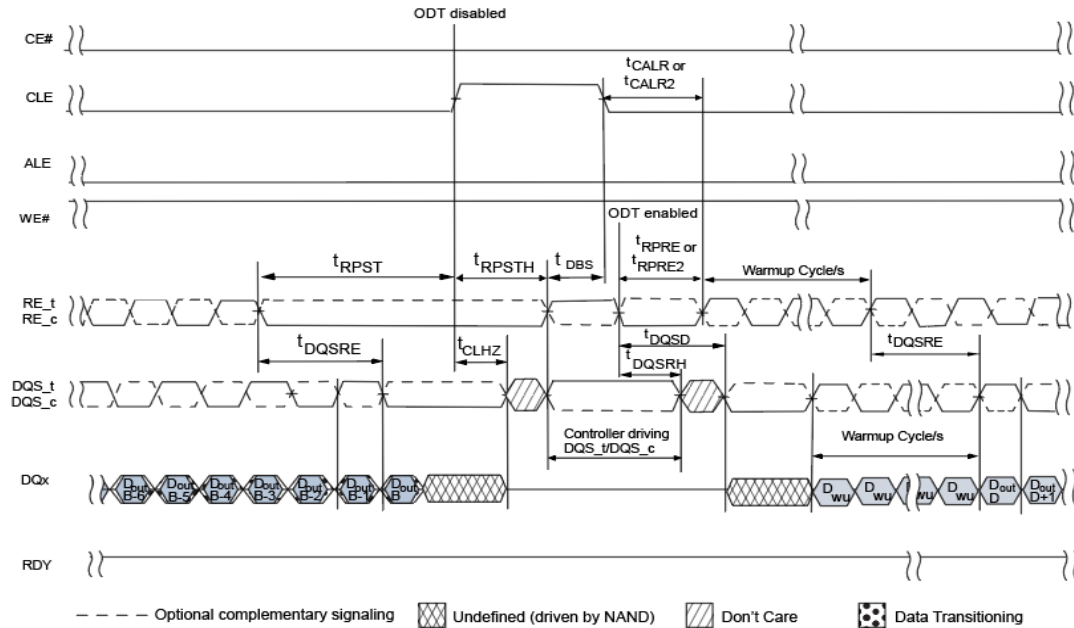 ODT disabled
CE#
tCALR or
tCALR2
CLE
ALE
WE#
ODT enabled
tRPST
tRPSTH
t DBS
tRPRE or
tRPRE2
Warmup Cycle/s
RE_t
RE_c
tDQSRE
tCLHZ
tDQSD
tDQSRH
tDQSRE
DQS_t
DQS_c
Controller driving
DQS_t/DQS_c
Warmup Cycle/s
DQx
Dout B-6
Dout B-5
Dout B-4
Dout B-3
Dout B-2
Dout B-1
Dout B
Dwu
Dwu
Dwu
Dwu
Dout D
Dout D+1
RDY
Optional complementary signaling
Undefined (driven by NAND)
Don't Care
Data Transitioning